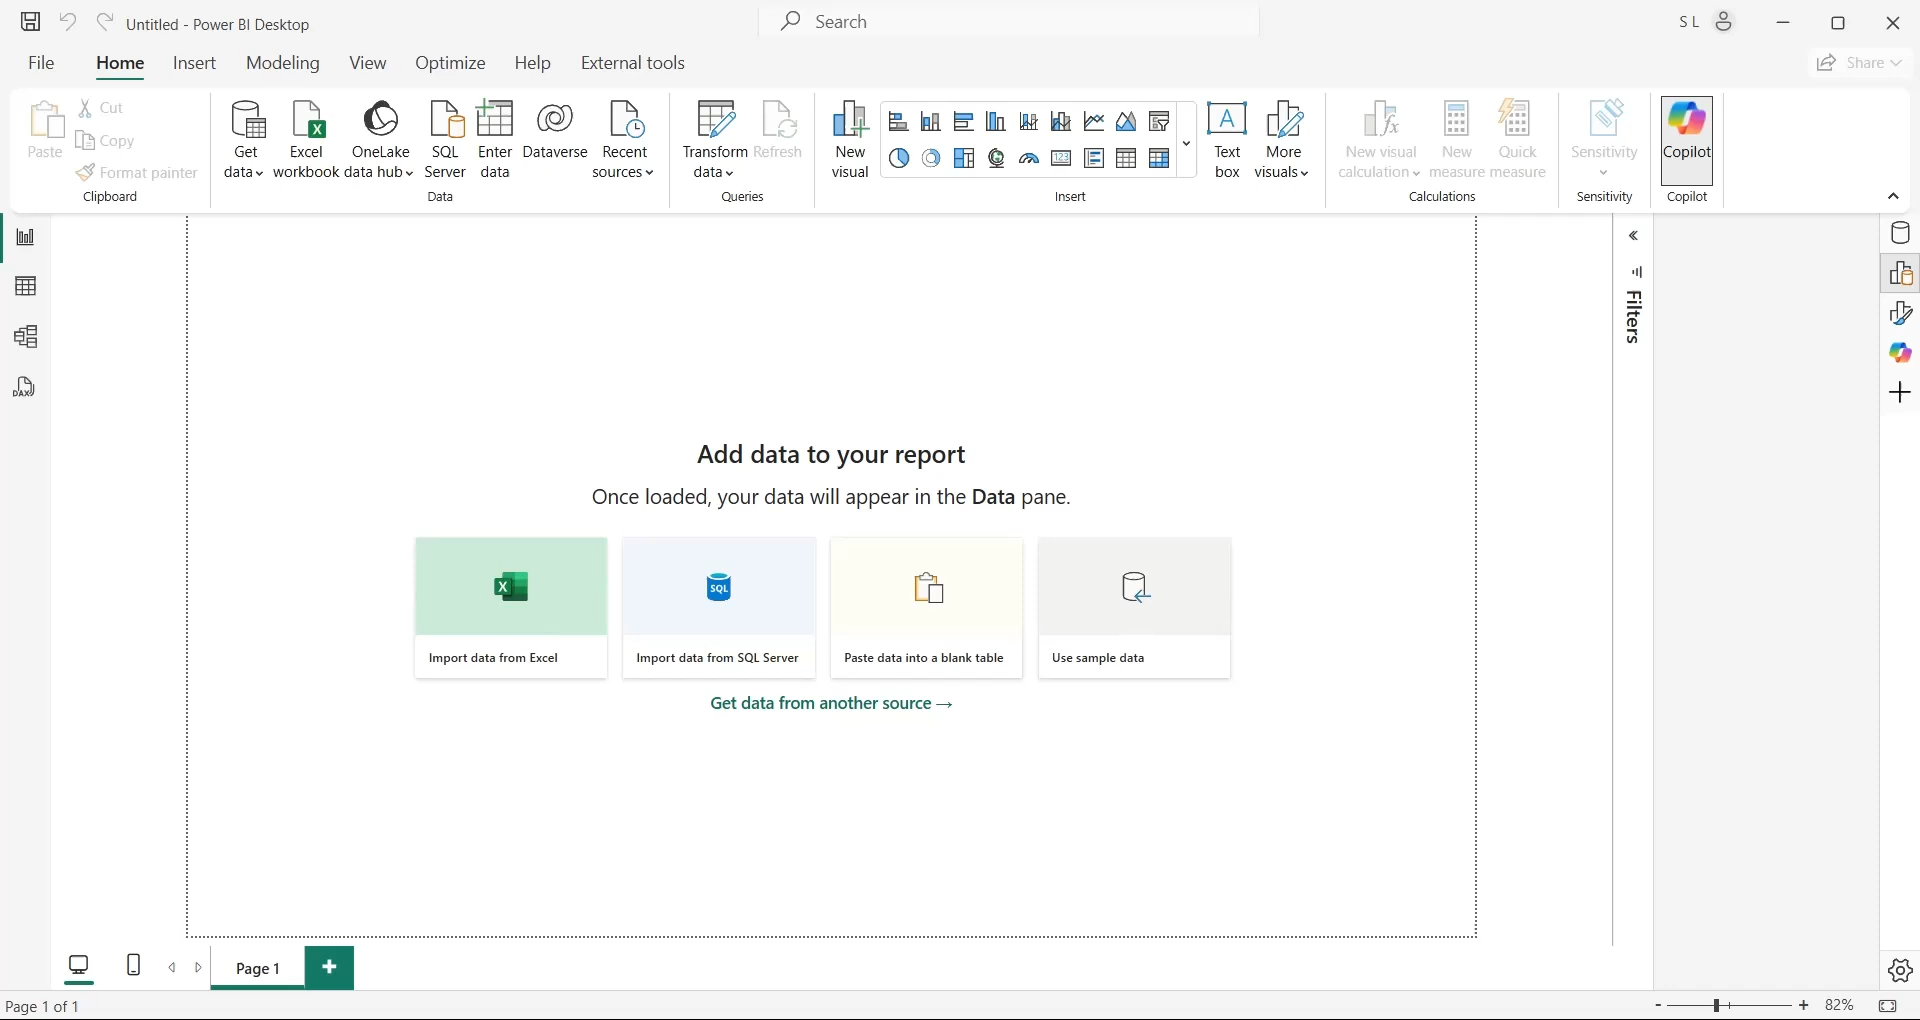 Untitled - Power BI Desktop
Search
S L
File Home Insert Modeling View Optimize Help External tools
Share
Paste
Cut
Copy
Format painter
Clipboard
Get data
Excel workbook
OneLake data hub
SQL Server
Enter data
Dataverse
Recent sources
Data
Transform data
Refresh
Queries
New visual
123
A
Text box
More visuals
Insert
New visual calculation
New measure
Quick measure
Calculations
Sensitivity
Sensitivity
Copilot
Copilot
DAX
Filters
Add data to your report
Once loaded, your data will appear in the Data pane.
X
SQL
Import data from Excel
Import data from SQL Server
Paste data into a blank table
Use sample data
Get data from another source →
Page 1
+
Page 1 of 1
- + 82%